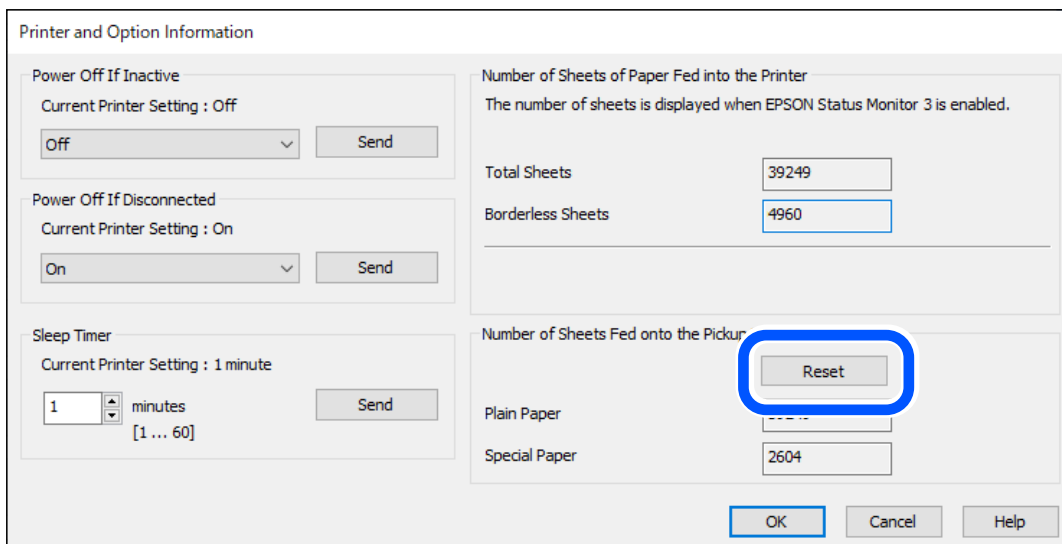 Printer and Option Information
Power Off If Inactive
Current Printer Setting : Off
Off
Send
Power Off If Disconnected
Current Printer Setting : On
On
Send
Sleep Timer
Current Printer Setting : 1 minute
1
minutes
Send
[1 ... 60]
Number of Sheets of Paper Fed into the Printer
The number of sheets is displayed when EPSON Status Monitor 3 is enabled.
Total Sheets
39249
Borderless Sheets
4960
Number of Sheets Fed onto the Pickup
Reset
Plain Paper
Special Paper
2604
OK
Cancel
Help